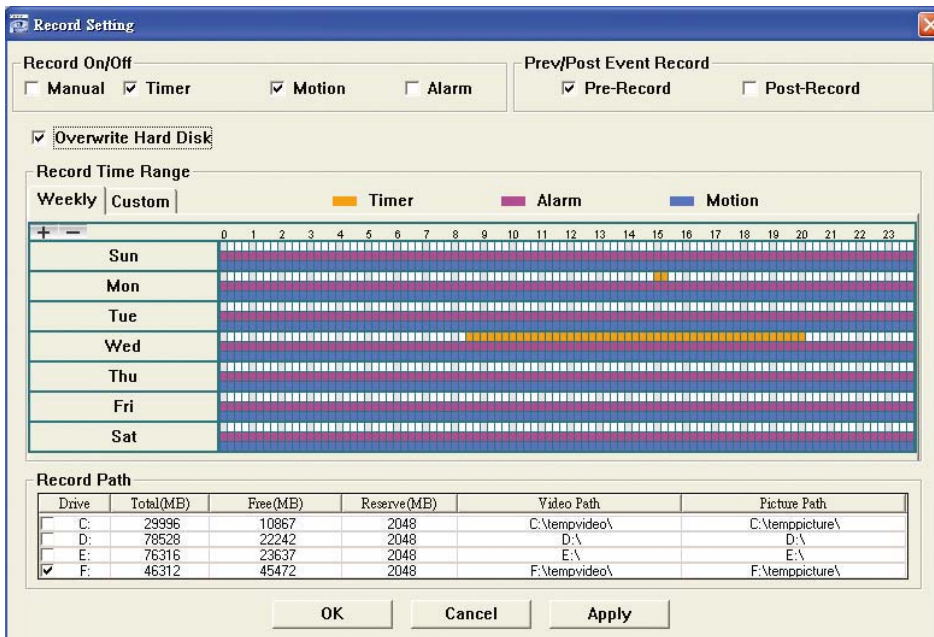 Record Setting
Record On/Off
Manual Timer Motion Alarm
Prev/Post Event Record
Pre-Record Post-Record
Overwrite Hard Disk
Record Time Range
Weekly Custom
Timer Alarm Motion
+ −
0 1 2 3 4 5 6 7 8 9 10 11 12 13 14 15 16 17 18 19 20 21 22 23
Sun
Mon
Tue
Wed
Thu
Fri
Sat
Record Path
Drive Total(MB) Free(MB) Reserve(MB) Video Path Picture Path
C: 29996 10867 2048 C:\tempvideo\ C:\temppicture\
D: 78528 22242 2048 D:\ D:\
E: 76316 23637 2048 E:\ E:\
F: 46312 45472 2048 F:\tempvideo\ F:\temppicture\
OK Cancel Apply